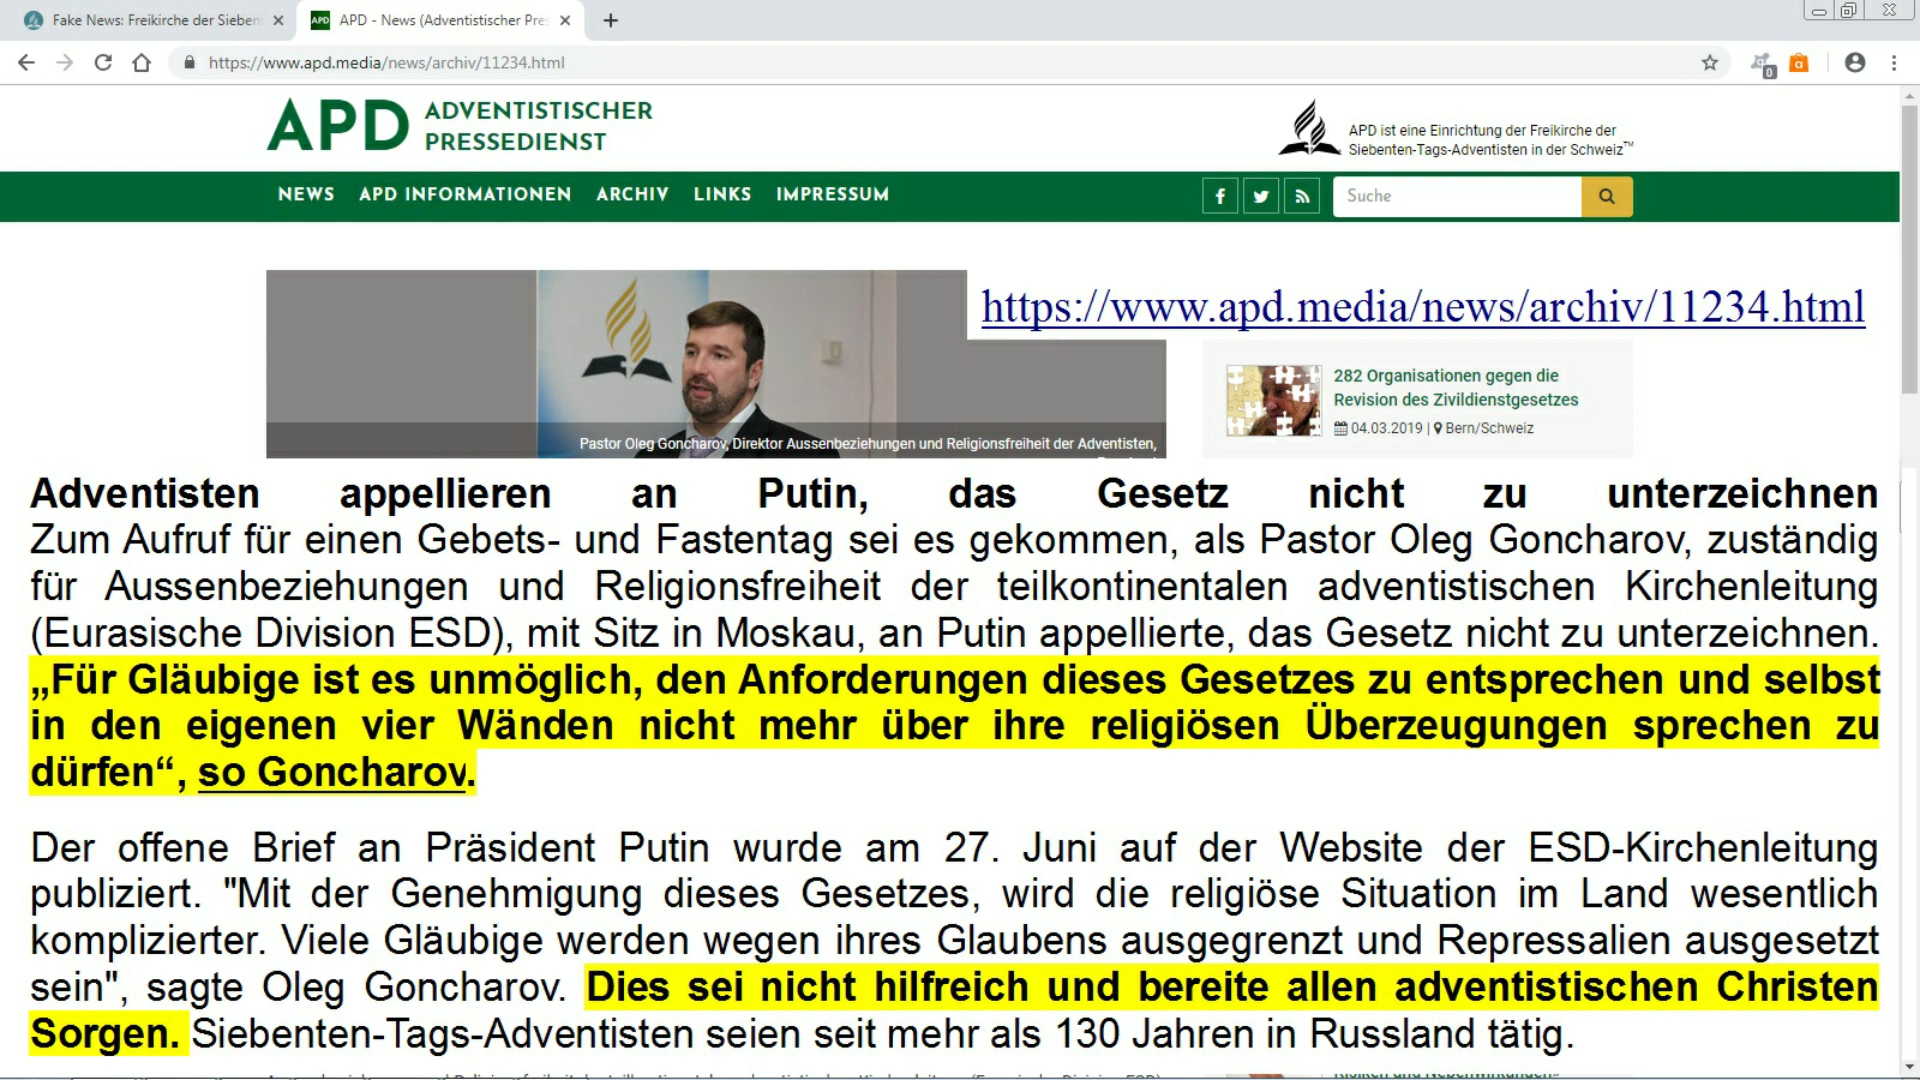 Fake News: Freikirche der Sieben
APD - News (Adventistischer Pres
https://www.apd.media/news/archiv/11234.html
0
APD
ADVENTISTISCHER
PRESSEDIENST
APD ist eine Einrichtung der Freikirche der
Siebenten-Tags-Adventisten in der Schweiz™
NEWS APD INFORMATIONEN ARCHIV LINKS IMPRESSUM
Suche
https://www.apd.media/news/archiv/11234.html
Pastor Oleg Goncharov, Direktor Aussenbeziehungen und Religionsfreiheit der Adventisten,
282 Organisationen gegen die
Revision des Zivildienstgesetzes
04.03.2019 | Bern/Schweiz
Adventisten appellieren an Putin, das Gesetz nicht zu unterzeichnen
Zum Aufruf für einen Gebets- und Fastentag sei es gekommen, als Pastor Oleg Goncharov, zuständig
für Aussenbeziehungen und Religionsfreiheit der teilkontinentalen adventistischen Kirchenleitung
(Eurasische Division ESD), mit Sitz in Moskau, an Putin appellierte, das Gesetz nicht zu unterzeichnen.
„Für Gläubige ist es unmöglich, den Anforderungen dieses Gesetzes zu entsprechen und selbst
in den eigenen vier Wänden nicht mehr über ihre religiösen Überzeugungen sprechen zu
dürfen“, so Goncharov.
Der offene Brief an Präsident Putin wurde am 27. Juni auf der Website der ESD-Kirchenleitung
publiziert. "Mit der Genehmigung dieses Gesetzes, wird die religiöse Situation im Land wesentlich
komplizierter. Viele Gläubige werden wegen ihres Glaubens ausgegrenzt und Repressalien ausgesetzt
sein", sagte Oleg Goncharov. Dies sei nicht hilfreich und bereite allen adventistischen Christen
Sorgen. Siebenten-Tags-Adventisten seien seit mehr als 130 Jahren in Russland tätig.